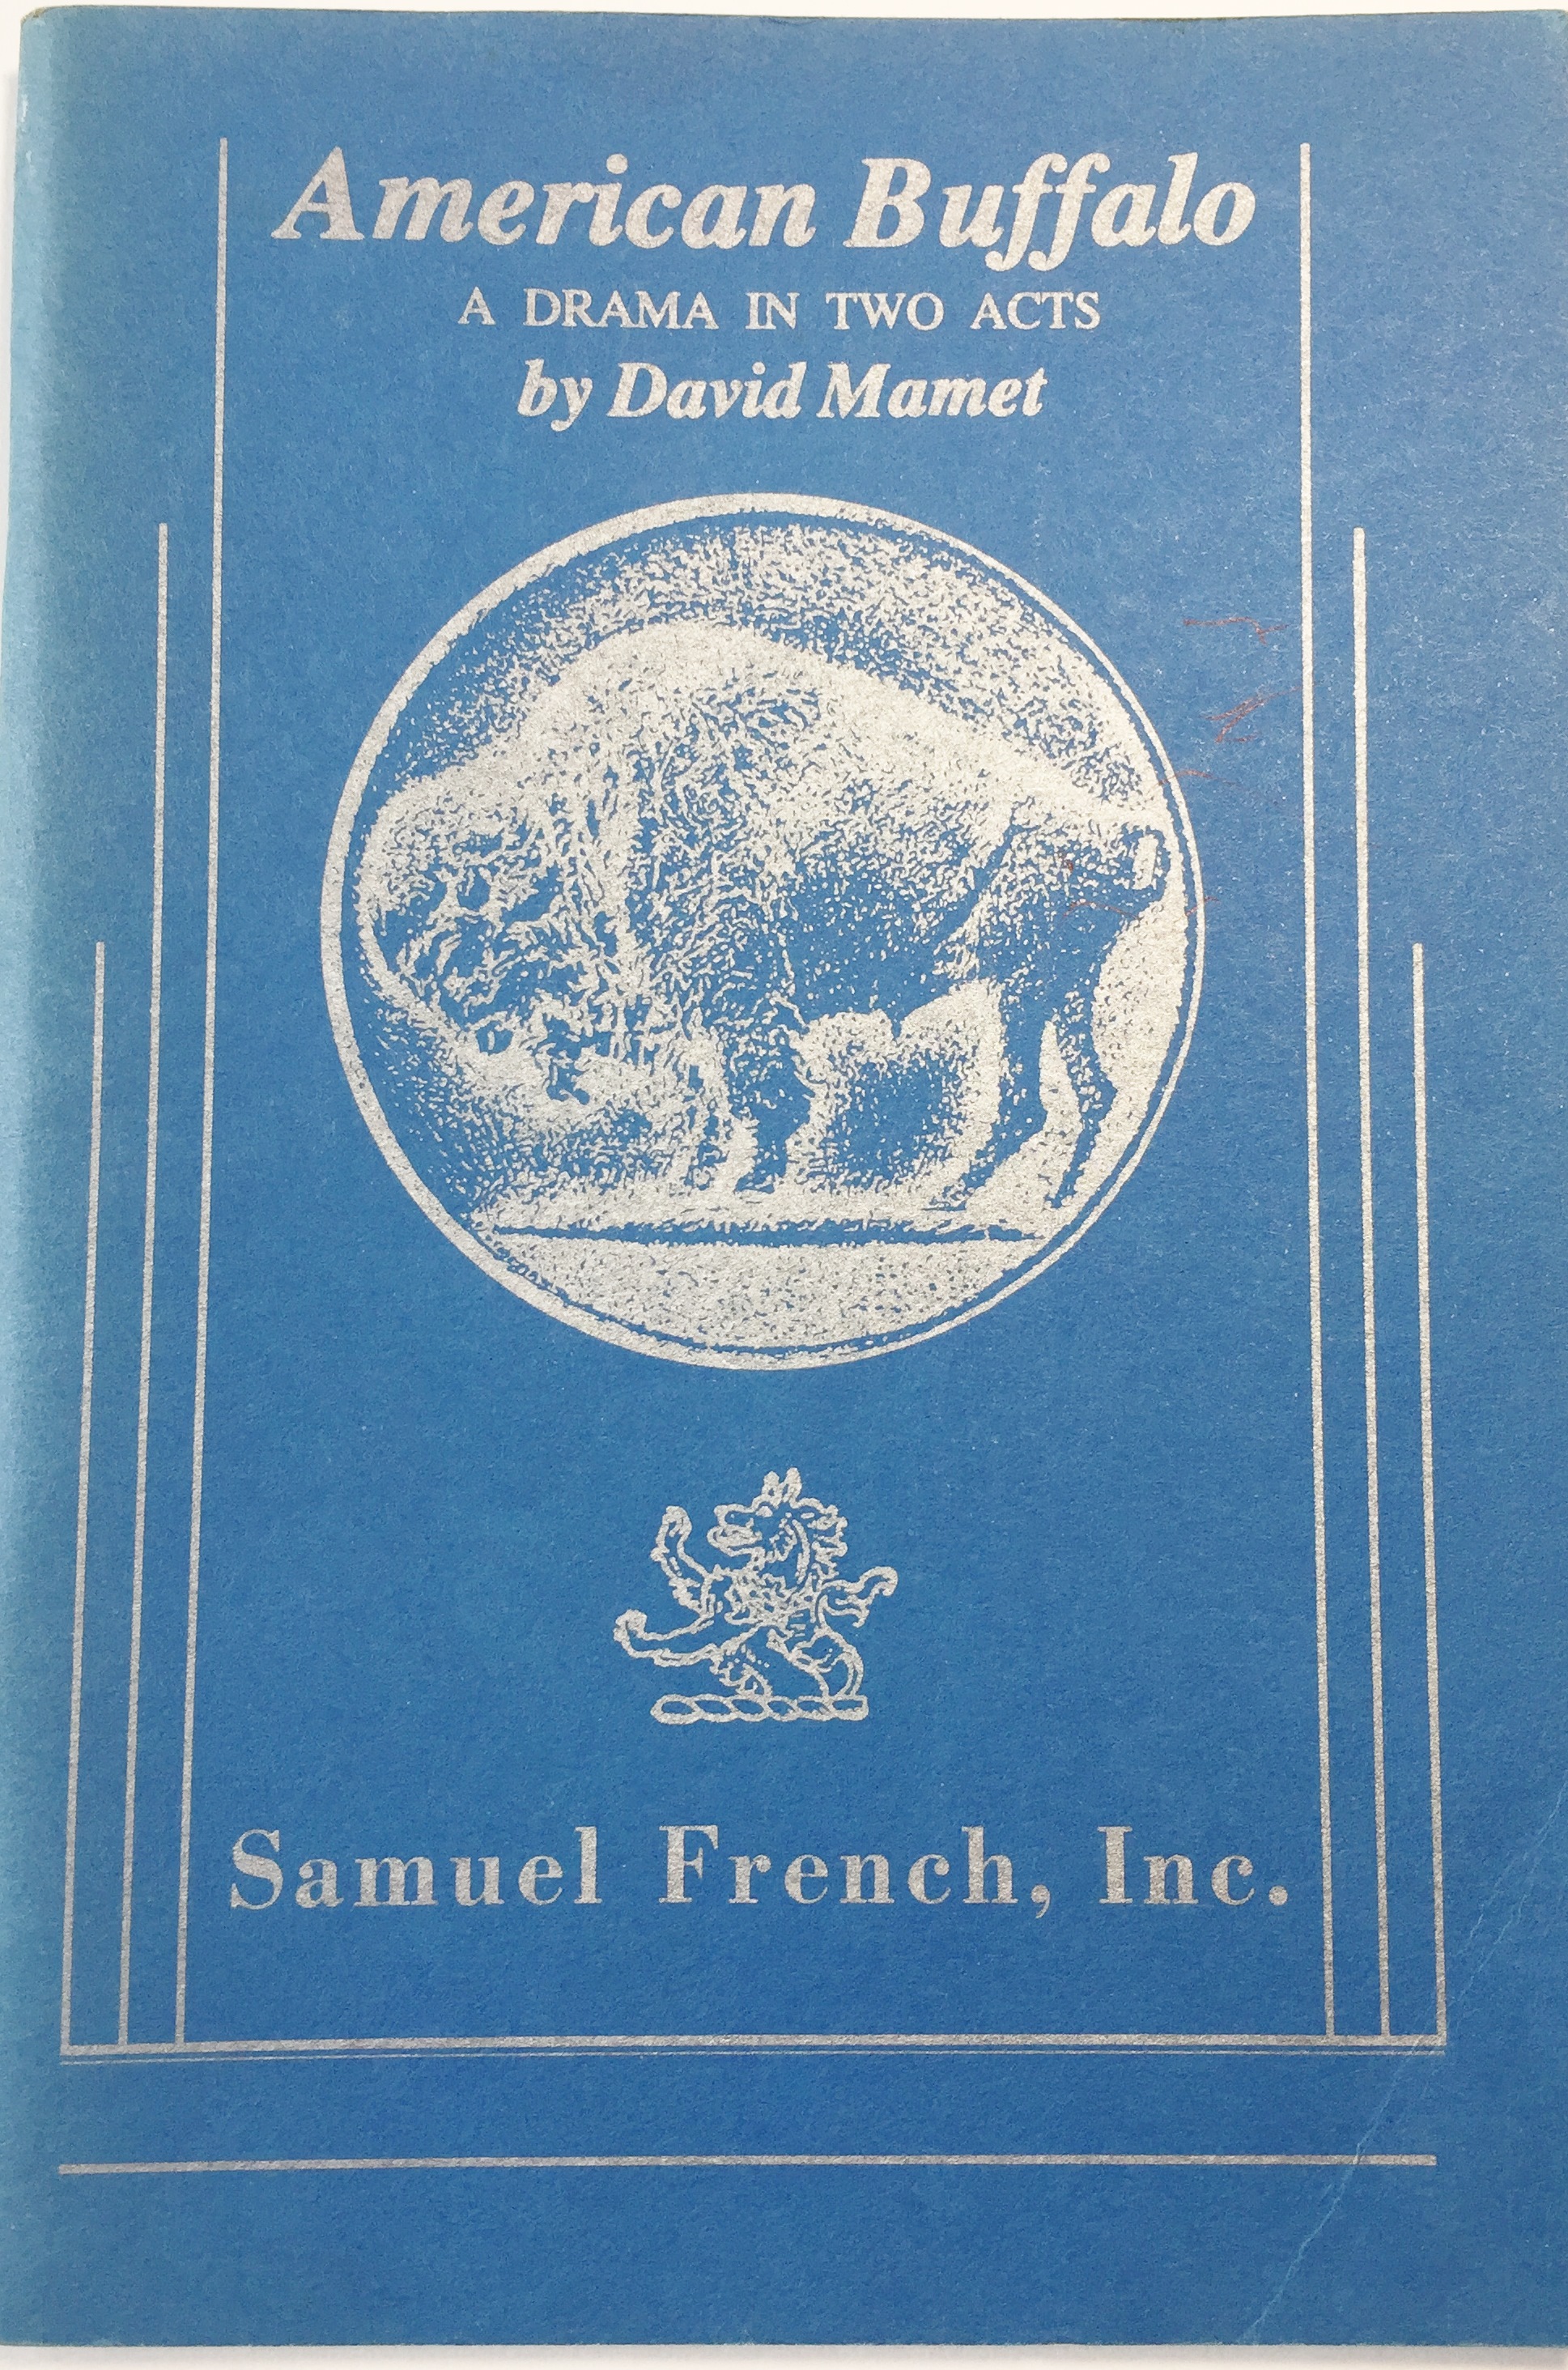 American Buffalo
A DRAMA IN TWO ACTS
by David Mamet
Samuel French, Inc.